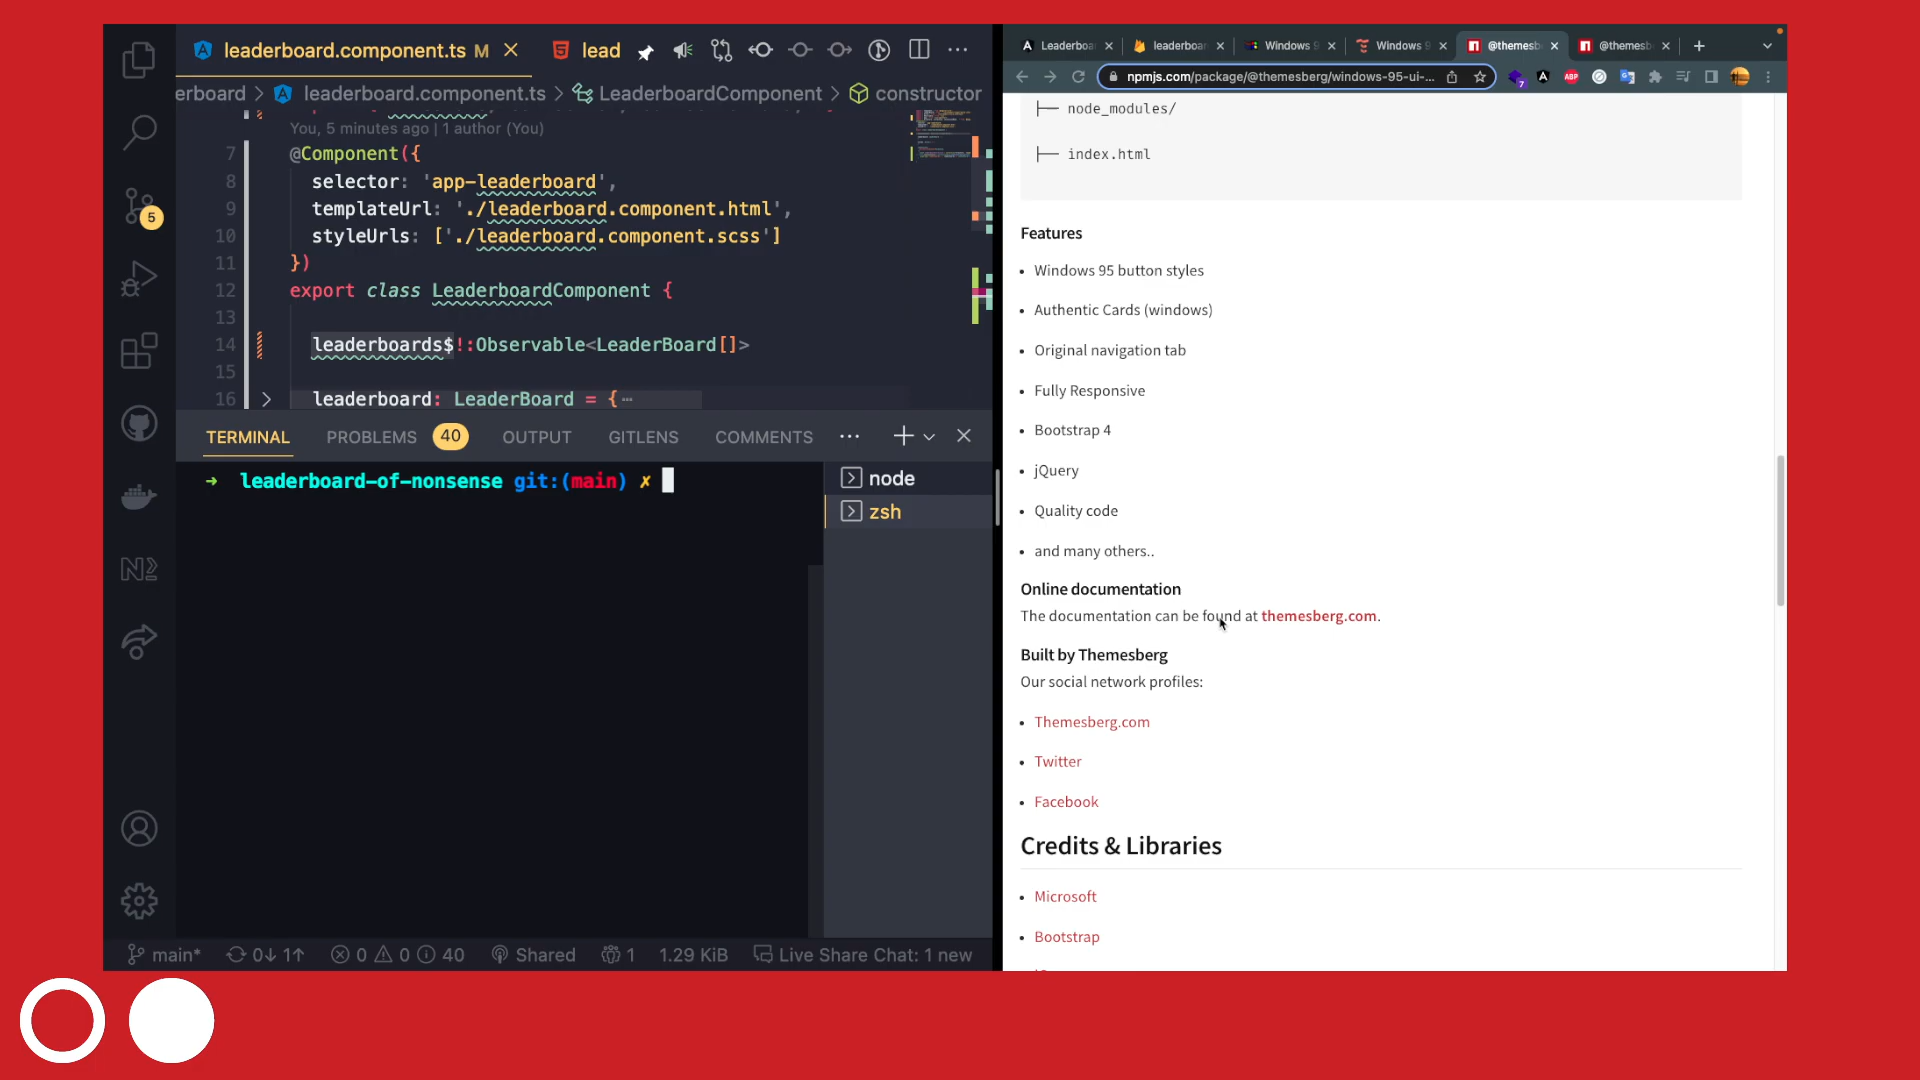 leaderboard.component.ts M
lead
erboard > leaderboard.component.ts > LeaderboardComponent > constructor
You, 5 minutes ago | 1 author (You)
7 @Component({
8 selector: 'app-leaderboard',
9 templateUrl: './leaderboard.component.html',
10 styleUrls: ['./leaderboard.component.scss']
11 })
12 export class LeaderboardComponent {
13
14 leaderboards$!:Observable<LeaderBoard[]>
15
16 leaderboard: LeaderBoard = {
5
TERMINAL PROBLEMS 40 OUTPUT GITLENS COMMENTS
leaderboard-of-nonsense git:(main) ✗
node
zsh
main* 0↓ 1↑ 0 0 40 Shared 1 1.29 KiB Live Share Chat: 1 new
Leaderboa
leaderboa
Windows 9
Windows 9
@themesb
@themesb
npmjs.com/package/@themesberg/windows-95-ui-...
7
ABP
├── node_modules/
├── index.html
Features
• Windows 95 button styles
• Authentic Cards (windows)
• Original navigation tab
• Fully Responsive
• Bootstrap 4
• jQuery
• Quality code
• and many others..
Online documentation
The documentation can be found at themesberg.com.
Built by Themesberg
Our social network profiles:
• Themesberg.com
• Twitter
• Facebook
Credits & Libraries
• Microsoft
• Bootstrap